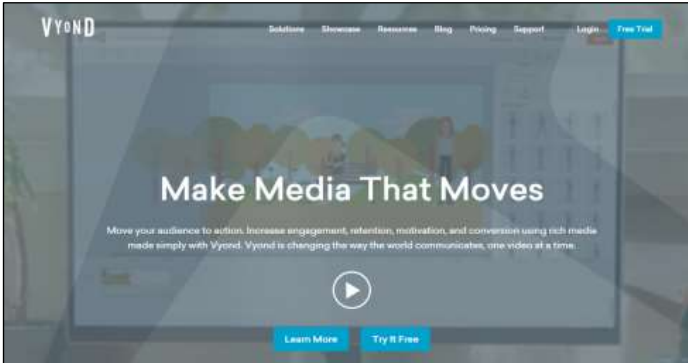 VYOND
Solutions Showcase Resources Blog Pricing Support Login Free Trial
Make Media That Moves
Move your audience to action. Increase engagement, retention, motivation, and conversion using rich media
made simply with Vyond. Vyond is changing the way the world communicates, one video at a time.
Learn More Try It Free